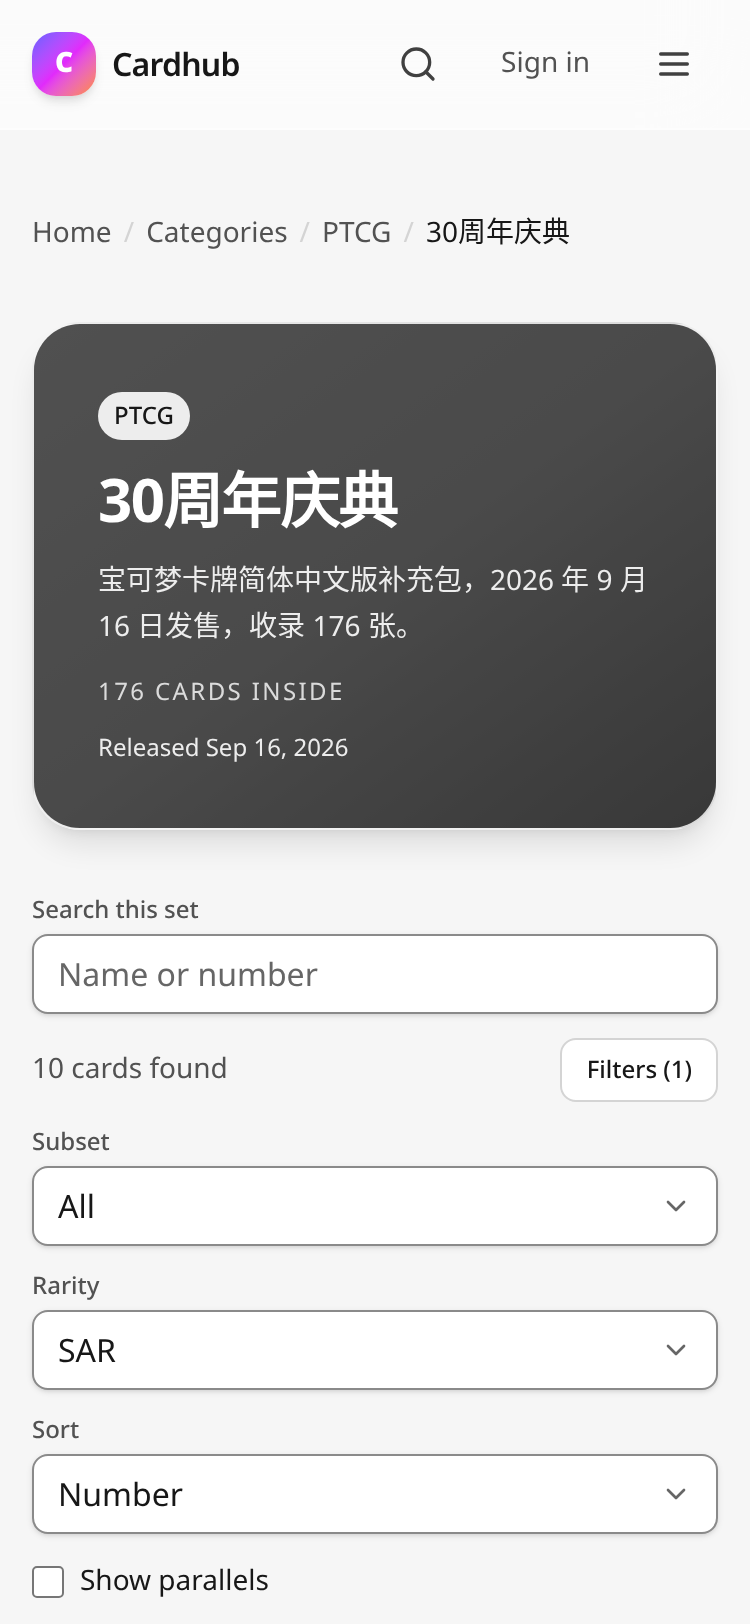 C Cardhub Sign in
Home / Categories / PTCG / 30周年庆典
PTCG
30周年庆典
宝可梦卡牌简体中文版补充包，2026 年 9 月
16 日发售，收录 176 张。
176 CARDS INSIDE
Released Sep 16, 2026
Search this set
Name or number
10 cards found Filters (1)
Subset
All
Rarity
SAR
Sort
Number
Show parallels